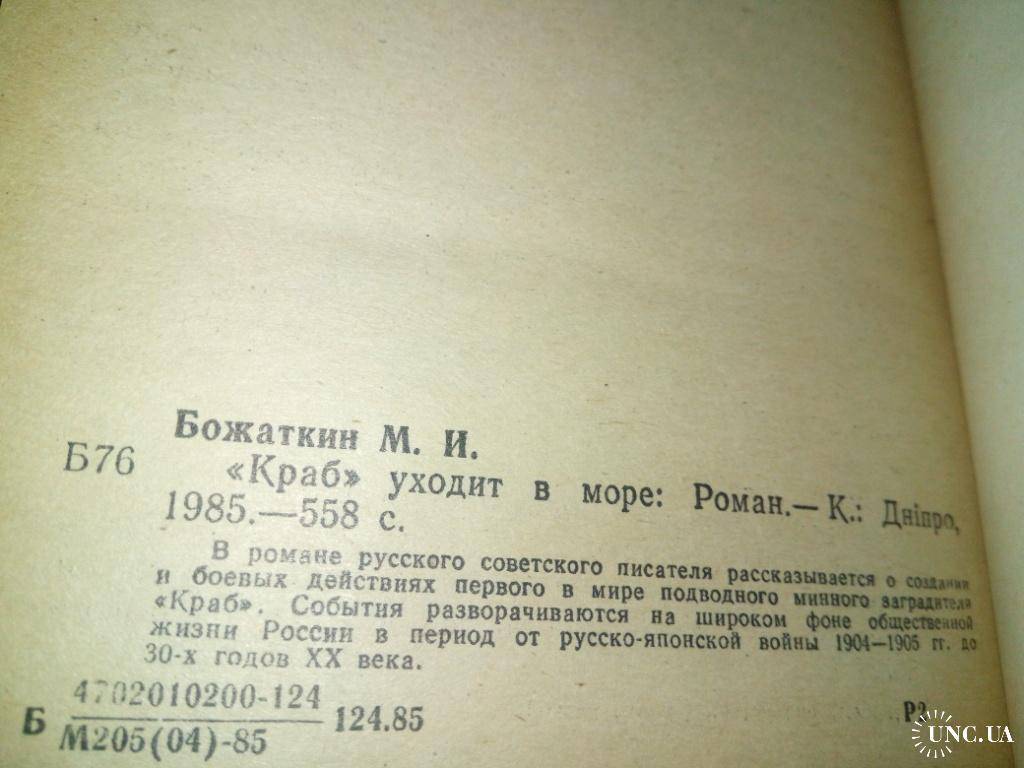 Божаткин М. И.
Б76
«Краб» уходит в море: Роман.— К.: Дніпро,
1985.—558 с.
В романе русского советского писателя рассказывается о создании
и боевых действиях первого в мире подводного минного заградителя
«Краб». События разворачиваются на широком фоне общественной
жизни России в период от русско-японской войны 1904—1905 гг. до
30-х годов XX века.
4702010200-124
Б 124.85
М205(04)-85
Р2
UNC.UA